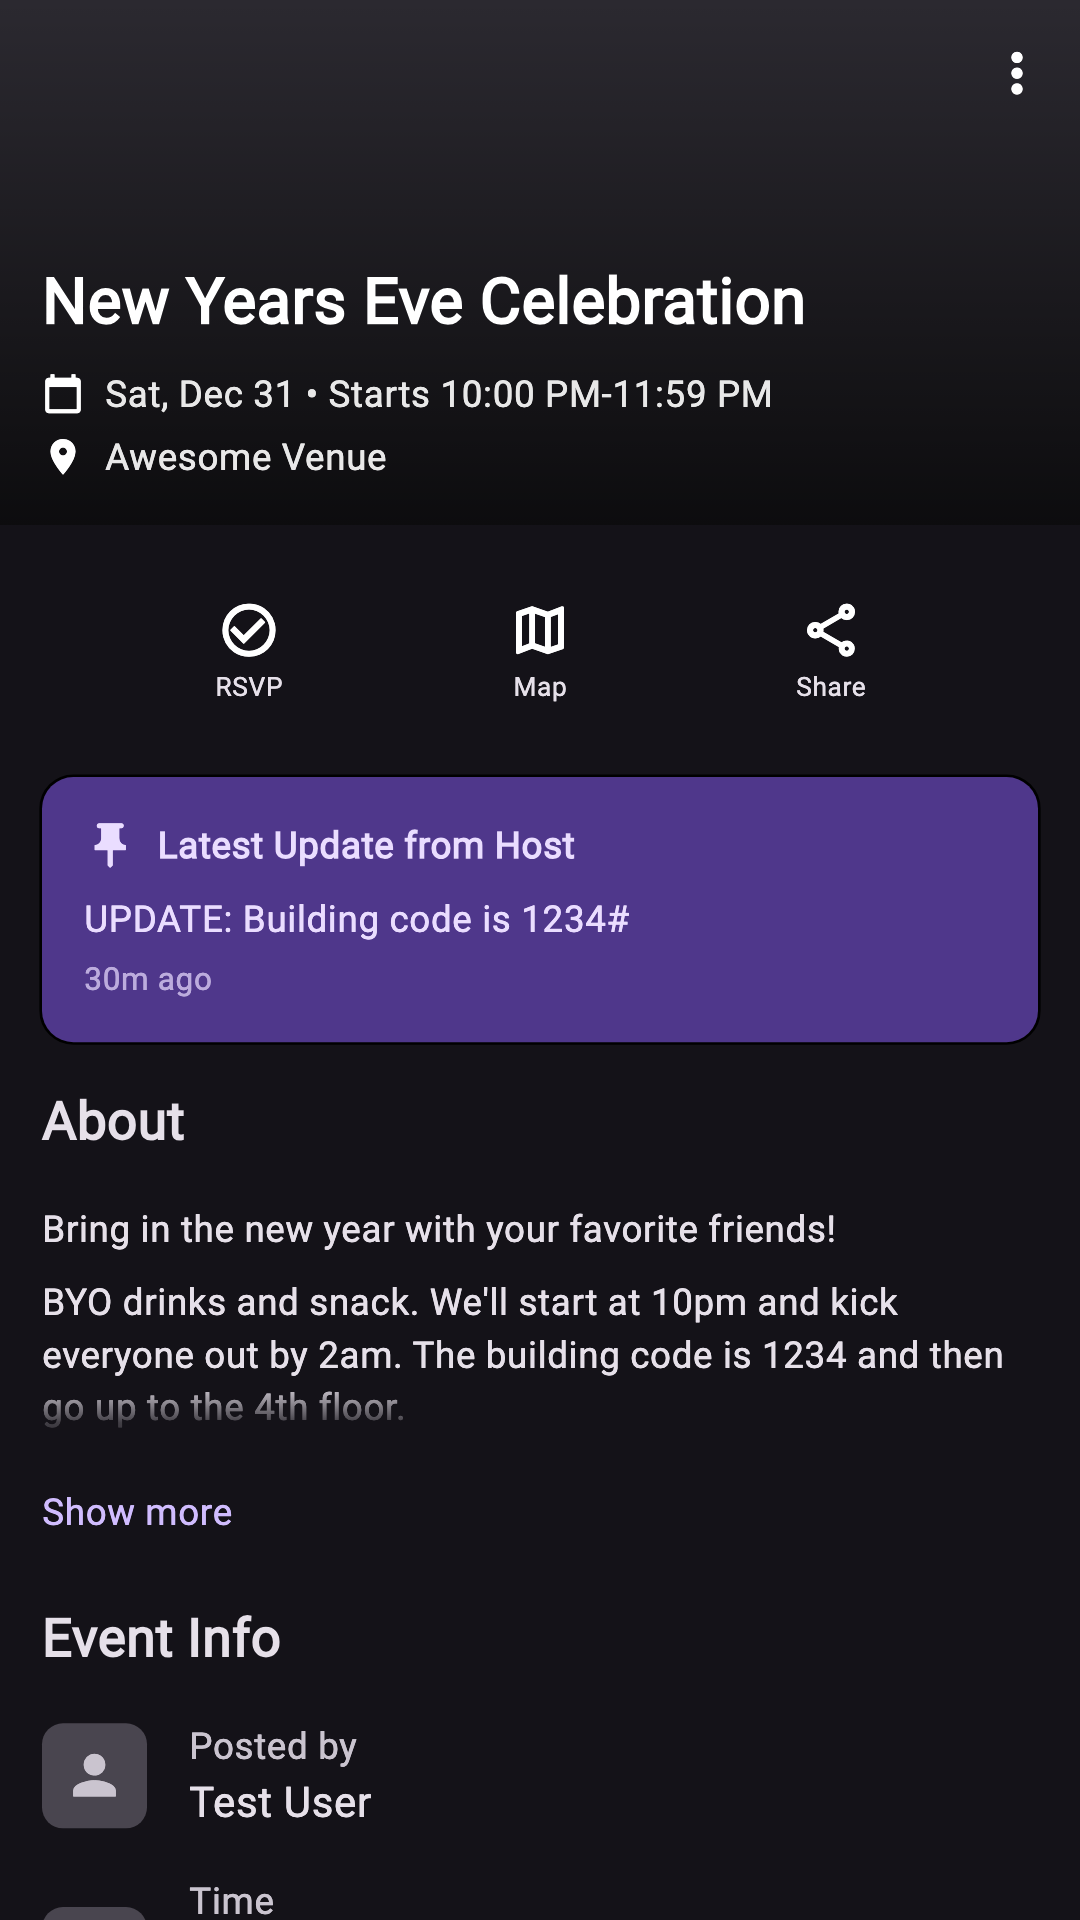 New Years Eve Celebration
Sat, Dec 31 • Starts 10:00 PM-11:59 PM
Awesome Venue
RSVP
Map
Share
Latest Update from Host
UPDATE: Building code is 1234#
30m ago
About
Bring in the new year with your favorite friends!
BYO drinks and snack. We'll start at 10pm and kick
everyone out by 2am. The building code is 1234 and then
go up to the 4th floor.
Show more
Event Info
Posted by
Test User
Time